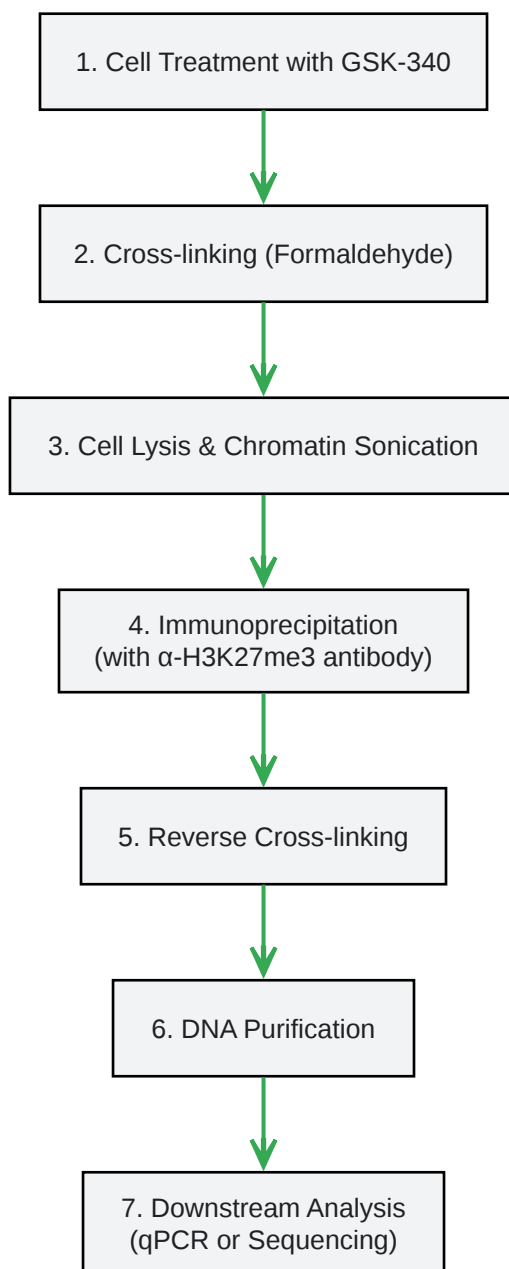 1. Cell Treatment with GSK-340
2. Cross-linking (Formaldehyde)
3. Cell Lysis & Chromatin Sonication
4. Immunoprecipitation
(with α-H3K27me3 antibody)
5. Reverse Cross-linking
6. DNA Purification
7. Downstream Analysis
(qPCR or Sequencing)